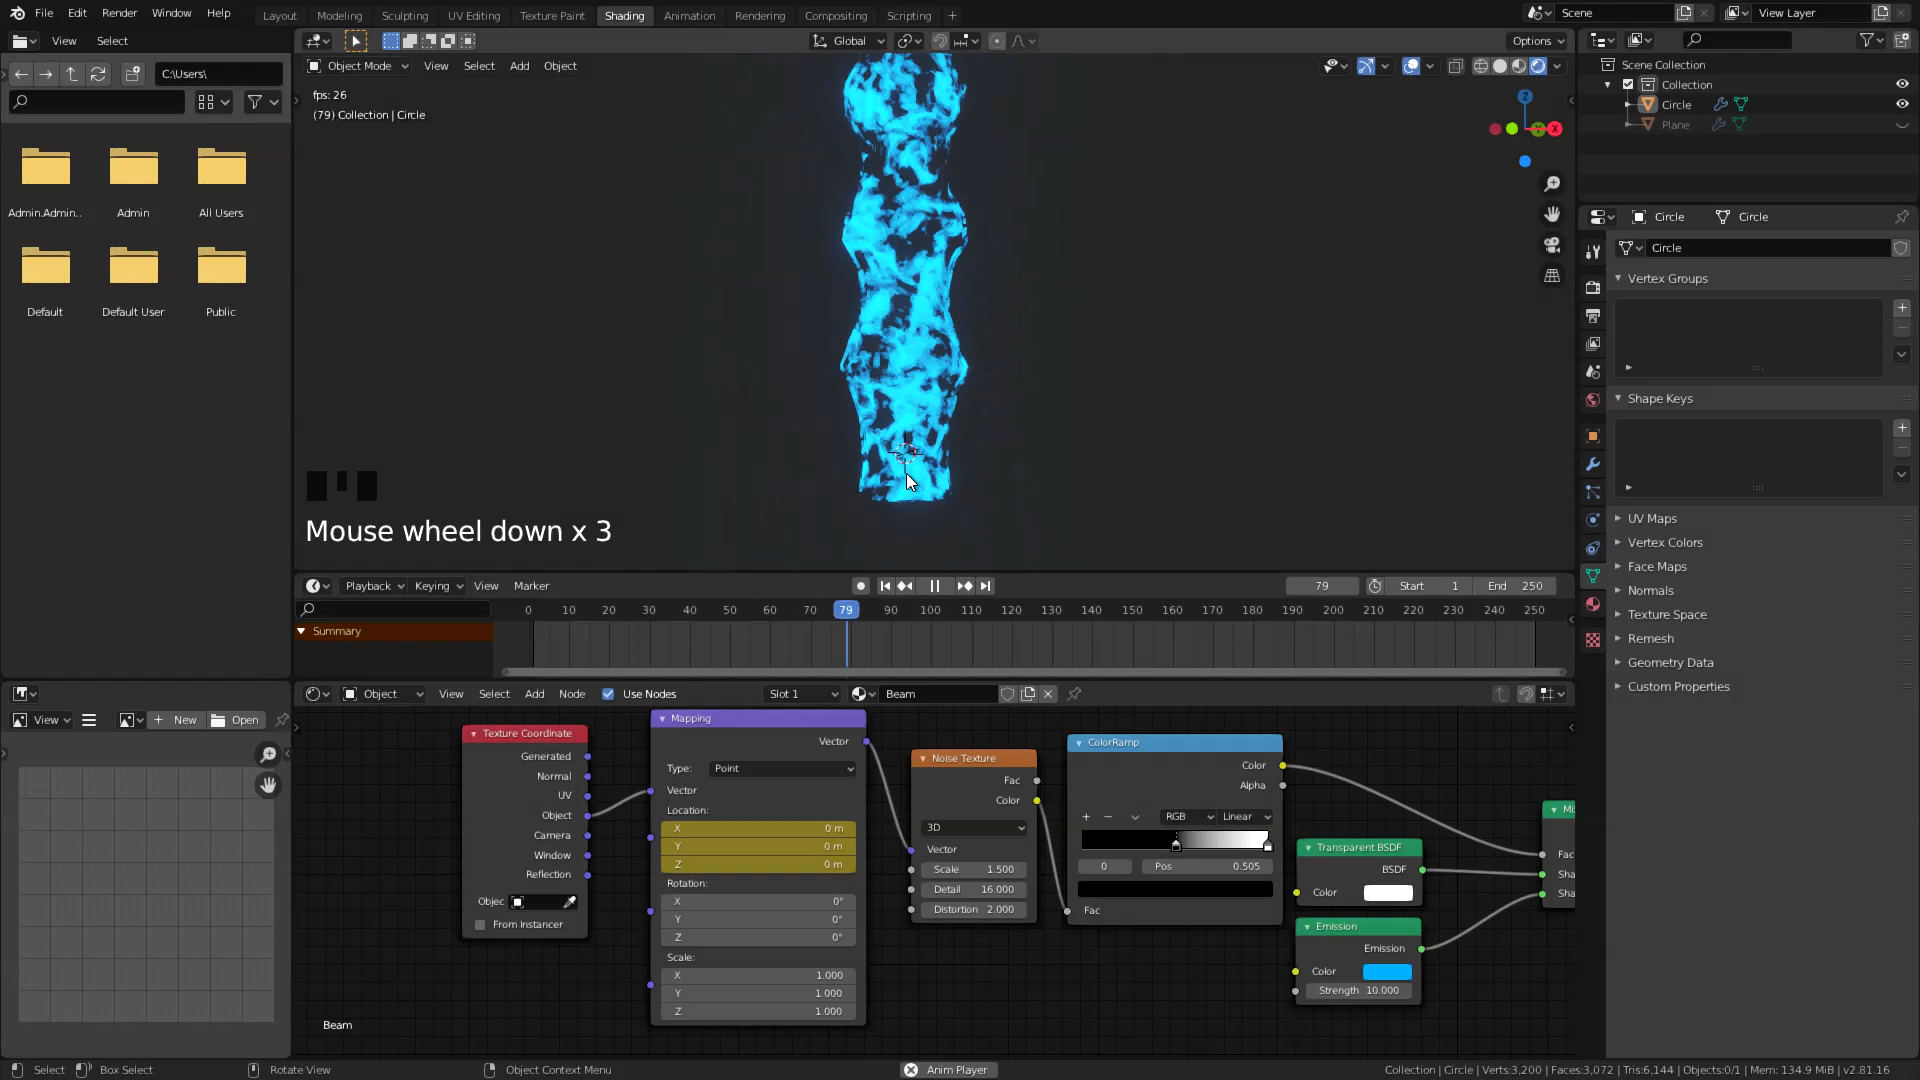 File Edit Render Window Help
Layout Modeling Sculpting UV Editing Texture Paint Shading Animation Rendering Compositing Scripting +
Scene View Layer
View Select
Global Options
C:\Users\
Object Mode View Select Add Object
fps: 26
(79) Collection | Circle
Admin.Admin.. Admin All Users
Default Default User Public
Mouse wheel down x 3
Z
X
Scene Collection
Collection
Circle
Plane
Circle Circle
Circle
Vertex Groups
Shape Keys
UV Maps
Vertex Colors
Face Maps
Normals
Texture Space
Remesh
Geometry Data
Custom Properties
Playback Keying View Marker 79 Start 1 End 250
0 10 20 30 40 50 60 70 79 90 100 110 120 130 140 150 160 170 180 190 200 210 220 230 240 250
Summary
View New Open
Object View Select Add Node Use Nodes Slot 1 Beam
Texture Coordinate
Generated
Normal
UV
Object
Camera
Window
Reflection
Objec
From Instancer
Mapping
Vector
Type: Point
Vector
Location:
X 0 m
Y 0 m
Z 0 m
Rotation:
X 0°
Y 0°
Z 0°
Scale:
X 1.000
Y 1.000
Z 1.000
Noise Texture
Fac
Color
3D
Vector
Scale 1.500
Detail 16.000
Distortion 2.000
ColorRamp
Color
Alpha
+ − RGB Linear
0 Pos 0.505
Fac
Transparent BSDF
BSDF
Color
Emission
Emission
Color
Strength 10.000
Mi
Fac
Sha
Sha
Beam
Select Box Select Rotate View Object Context Menu Anim Player Collection | Circle | Verts:3,200 | Faces:3,072 | Tris:6,144 | Objects:0/1 | Mem: 134.9 MiB | v2.81.16